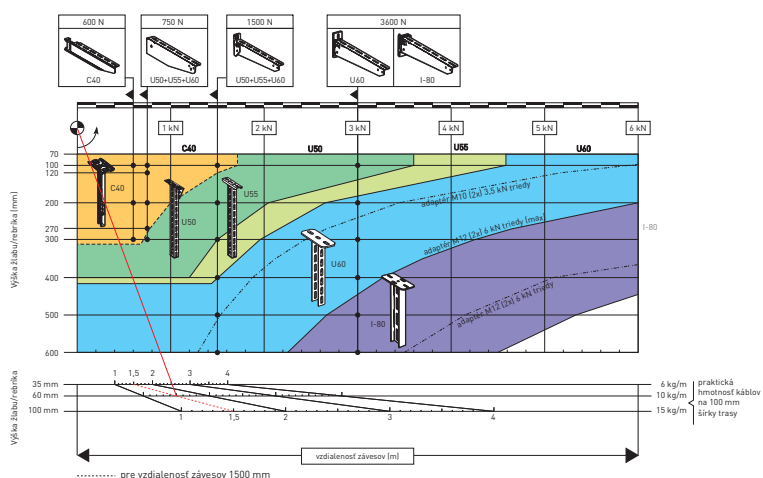 600 N
750 N
1500 N
3600 N
C40
U50+U55+U60
U50+U55+U60
U60
I-80
1 kN
2 kN
3 kN
4 kN
5 kN
6 kN
C40
U50
U55
U60
70
100
120
200
270
300
400
500
600
Výška žľabu/rebrík (mm)
C40
U50
U55
U60
I-80
I-80
adaptér M10 (2x) 3,5 kN triedy
adaptér M12 (2x) 6 kN triedy (max)
adaptér M12 (2x) 6 kN triedy
Výška žľabu/rebríka
35 mm
60 mm
100 mm
1
1,5
2
3
4
1
1,5
2
3
4
6 kg/m
10 kg/m
15 kg/m
praktická
hmotnosť káblov
na 100 mm
šírky trasy
vzdialenosť závesov (m)
pre vzdialenosť závesov 1500 mm